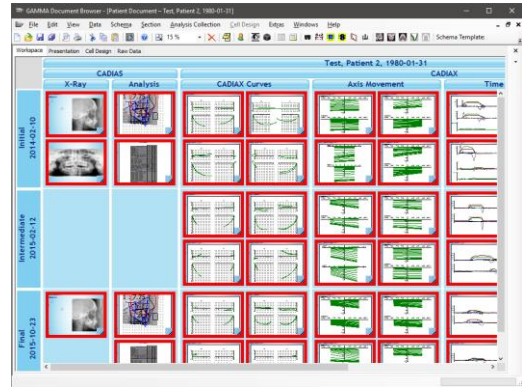 GAMMA Document Browser - [Patient Document - Test, Patient 2, 1980-01-31]
File Edit View Data Schema Section Analysis Collection Cell Design Extras Windows Help
15% Schema Template:
Workspace Presentation Cell Design Raw Data
Test, Patient 2, 1980-01-31
CADIAS CADIAX
X-Ray Analysis CADIAX Curves Axis Movement Time
Initial
2014-02-10
Intermediate
2015-02-12
Final
2015-10-23